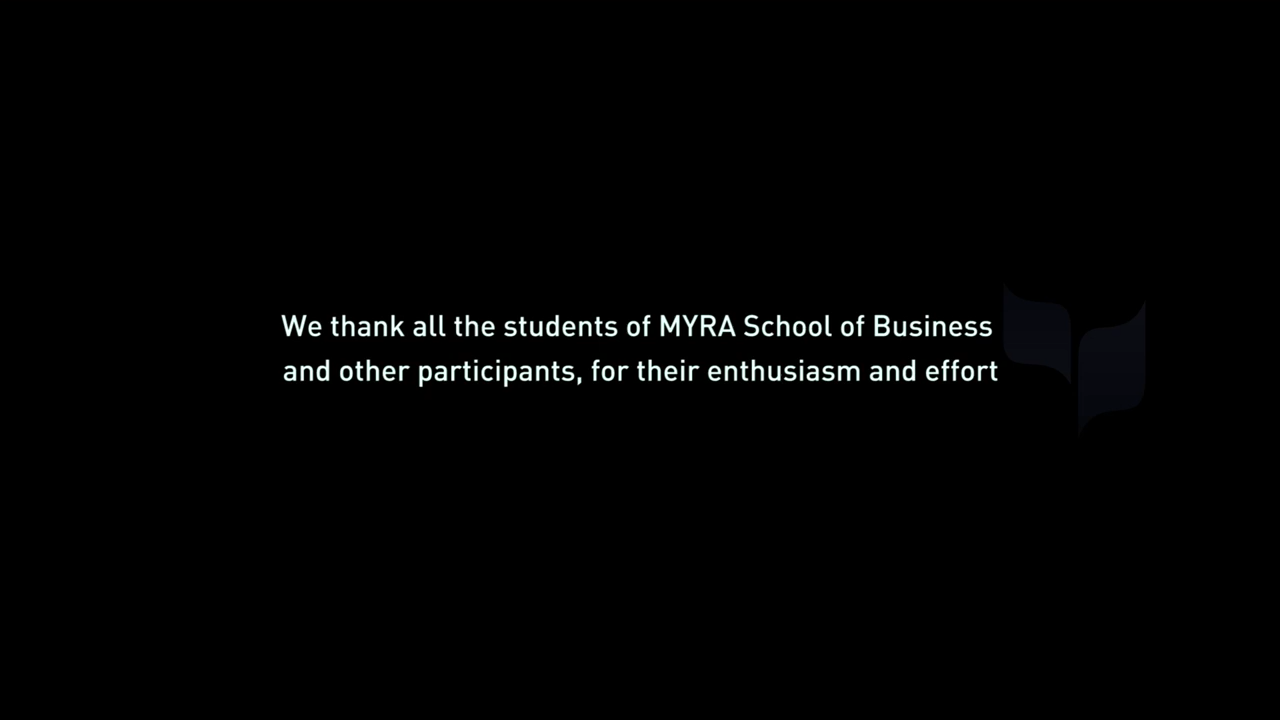 We thank all the students of MYRA School of Business
and other participants, for their enthusiasm and effort